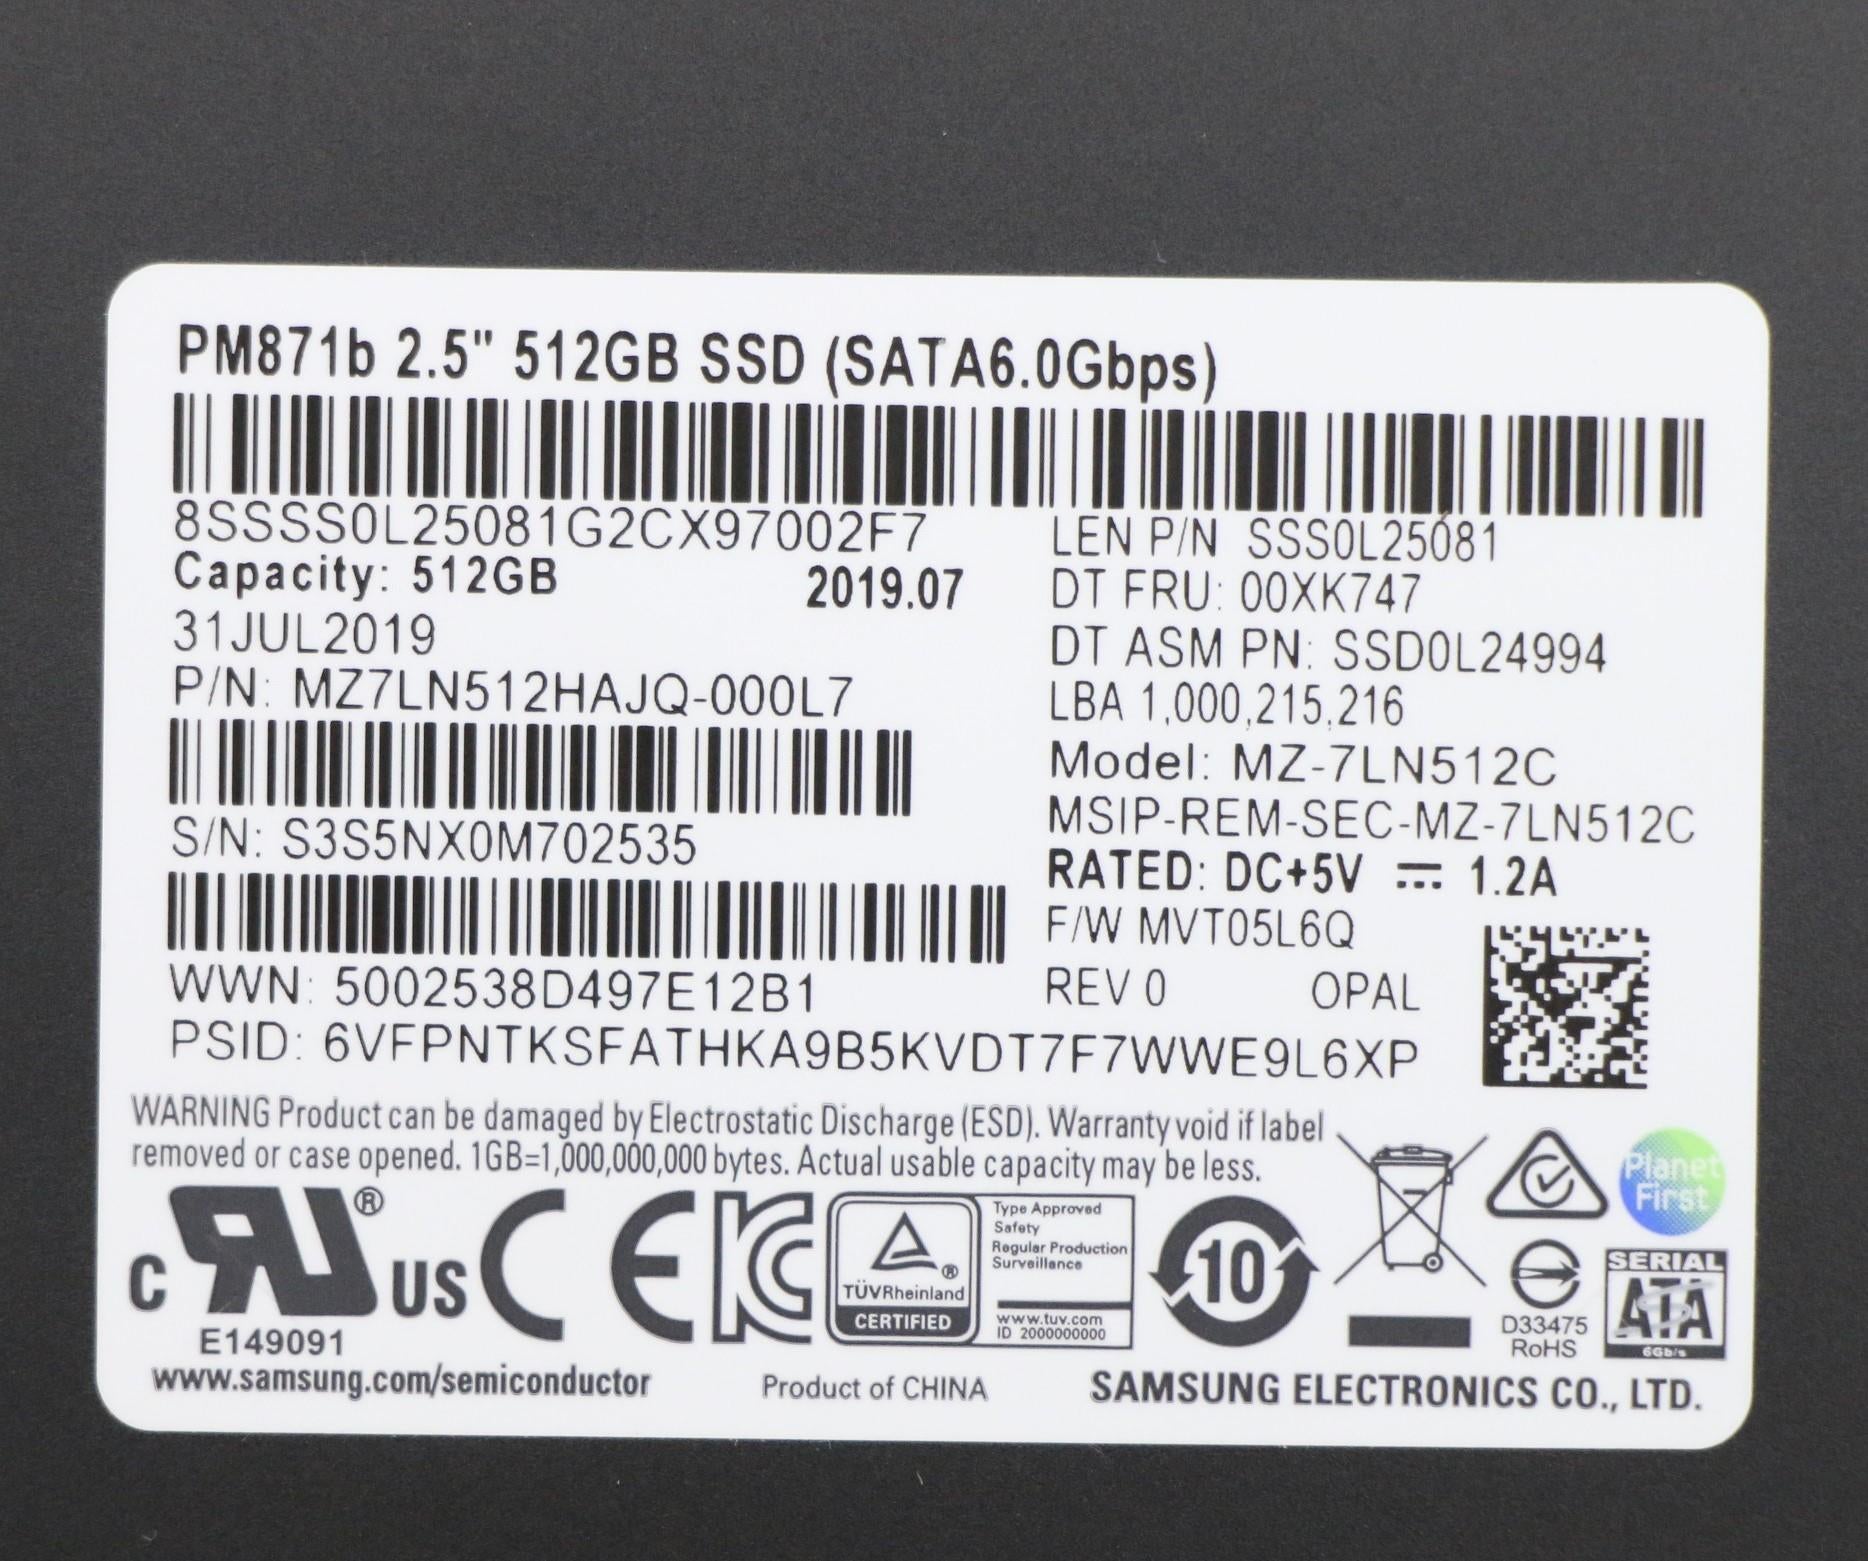 PM871b 2.5" 512GB SSD (SATA6.0Gbps)
8SSSS0L25081G2CX97002F7
Capacity: 512GB 2019.07
31JUL2019
P/N: MZ7LN512HAJQ-000L7
S/N: S3S5NX0M702535
WWN: 5002538D497E12B1
LEN P/N SSS0L25081
DT FRU: 00XK747
DT ASM PN: SSD0L24994
LBA 1,000,215,216
Model: MZ-7LN512C
MSIP-REM-SEC-MZ-7LN512C
RATED: DC+5V ⎓ 1.2A
F/W MVT05L6Q
REV 0 OPAL
PSID: 6VFPNTKSFATHKA9B5KVDT7F7WWE9L6XP
WARNING Product can be damaged by Electrostatic Discharge (ESD). Warranty void if label
removed or case opened. 1GB=1,000,000,000 bytes. Actual usable capacity may be less.
C RU ® US
E149091
CE
KC
TÜVRheinland ®
CERTIFIED
Type Approved
Safety
Regular Production
Surveillance
www.tuv.com
ID 2000000000
10
Planet
First
D33475
RoHS
SERIAL
ATA
6Gb/s
www.samsung.com/semiconductor
Product of CHINA
SAMSUNG ELECTRONICS CO., LTD.